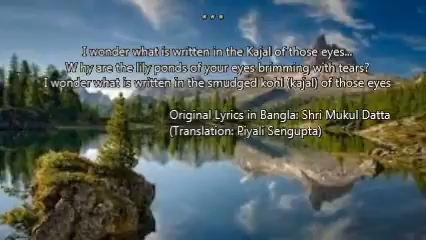 * * *
I wonder what is written in the Kajal of those eyes...
W hy are the lily ponds of your eyes brimming with tears?
I wonder what is written in the smudged kohl (kajal) of those eyes
Original Lyrics in Bangla: Shri Mukul Datta
(Translation: Piyali Sengupta)